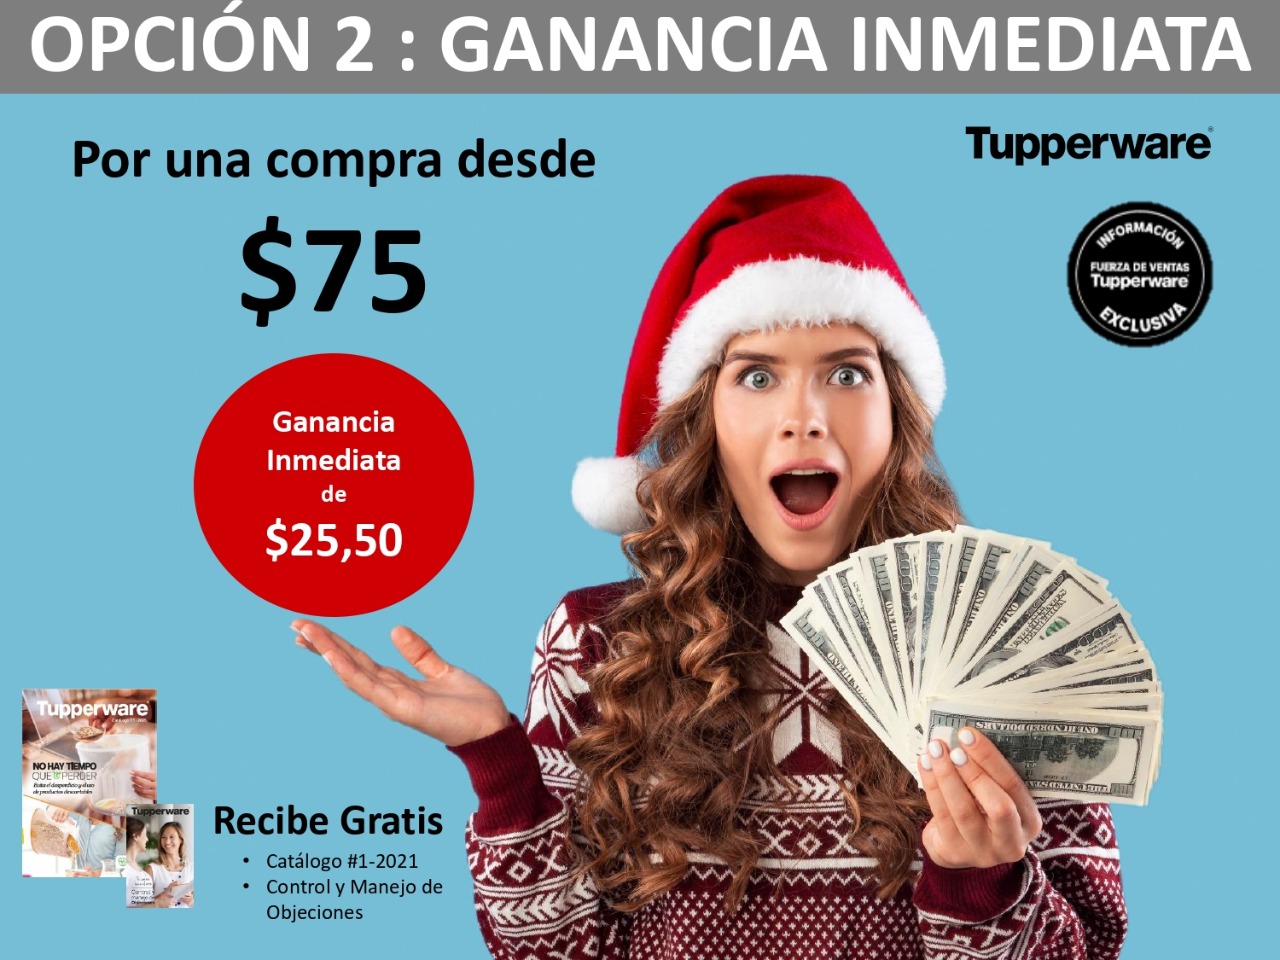 OPCIÓN 2 : GANANCIA INMEDIATA
Por una compra desde
$75
Tupperware®
INFORMACIÓN
FUERZA DE VENTAS
Tupperware
EXCLUSIVA
Ganancia
Inmediata
de
$25,50
Tupperware
NO HAY TIEMPO
QUE PERDER
Tupperware
Recibe Gratis
• Catálogo #1-2021
• Control y Manejo de
Objeciones